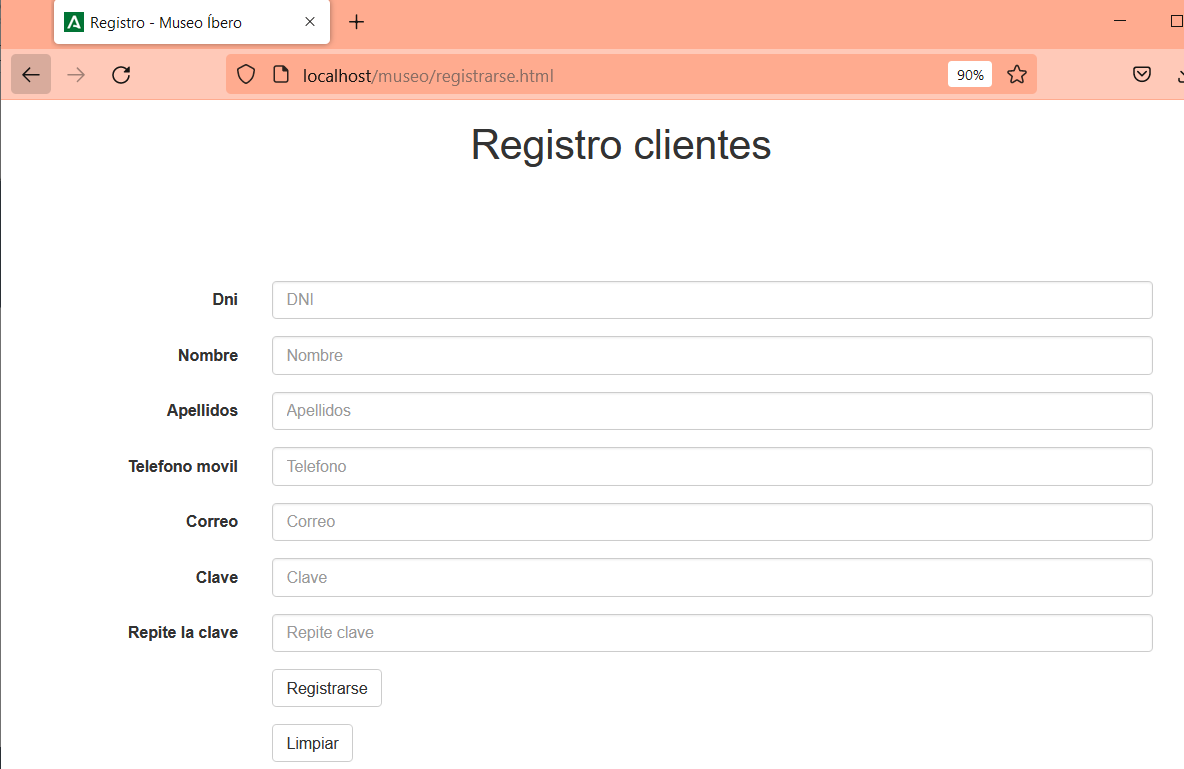 Registro - Museo Íbero
localhost/museo/registrarse.html 90%
Registro clientes
Dni DNI
Nombre Nombre
Apellidos Apellidos
Telefono movil Telefono
Correo Correo
Clave Clave
Repite la clave Repite clave
Registrarse
Limpiar